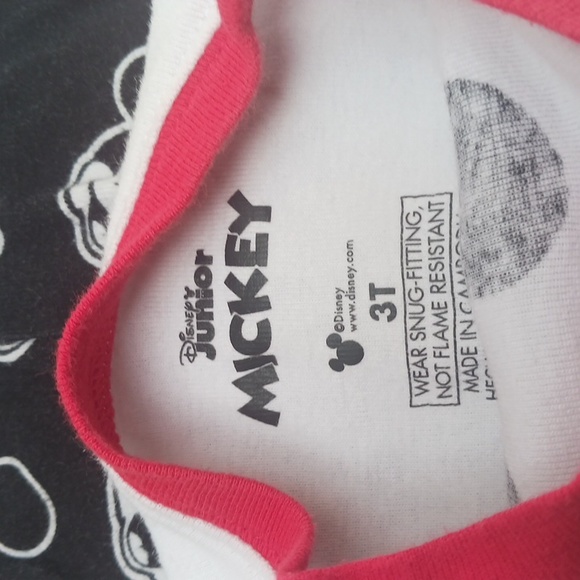 DISNEY
JUNIOR
MICKEY
©Disney
www.disney.com
3T
WEAR SNUG-FITTING,
NOT FLAME RESISTANT
MADE IN